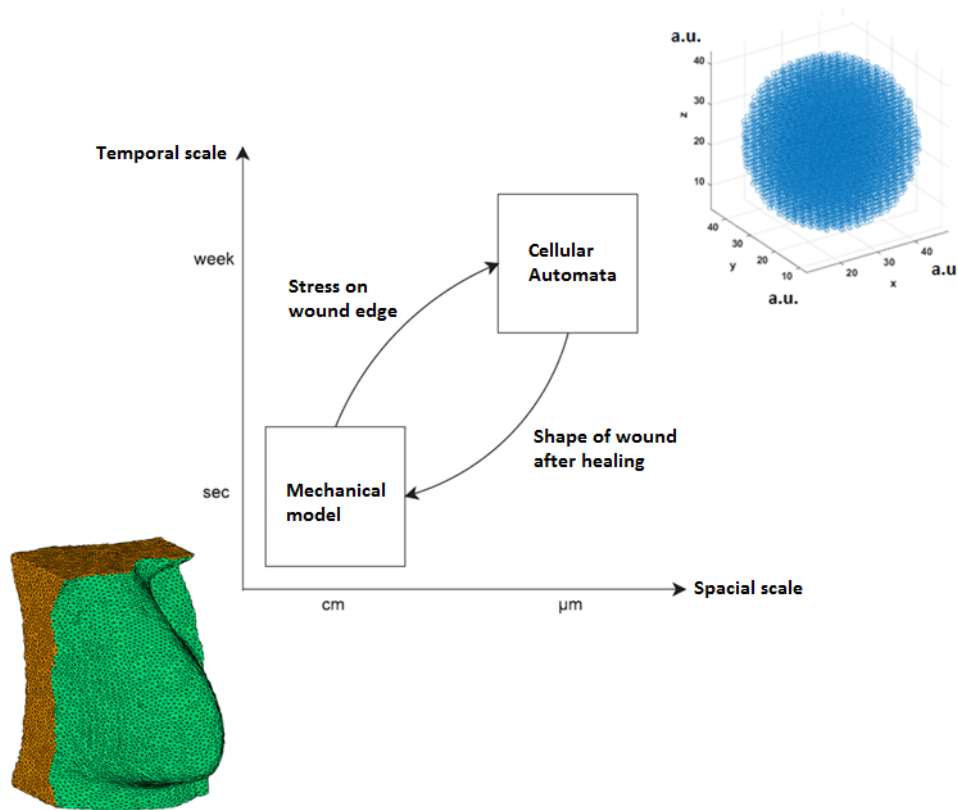 a.u.
40
30
20
10
z
40
30
20
10
y
20
30
40
x
a.u
a.u.
Temporal scale
week
Cellular
Automata
Stress on
wound edge
Shape of wound
after healing
sec
Mechanical
model
cm
µm
Spacial scale